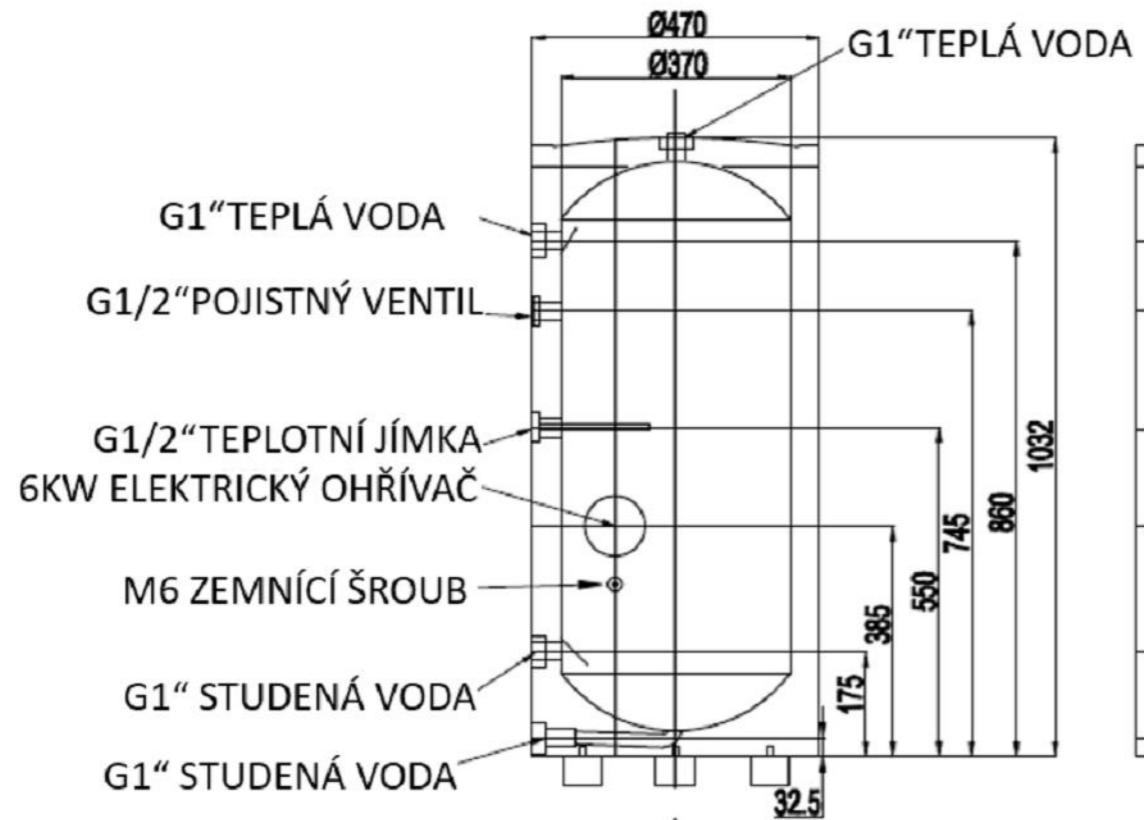 Ø470
G1“TEPLÁ VODA
Ø370
G1“TEPLÁ VODA
G1/2“POJISTNÝ VENTIL
G1/2“TEPLOTNÍ JÍMKA
6KW ELEKTRICKÝ OHŘÍVAČ
M6 ZEMNÍCÍ ŠROUB
G1“ STUDENÁ VODA
G1“ STUDENÁ VODA
175
385
550
745
860
1032
32.5